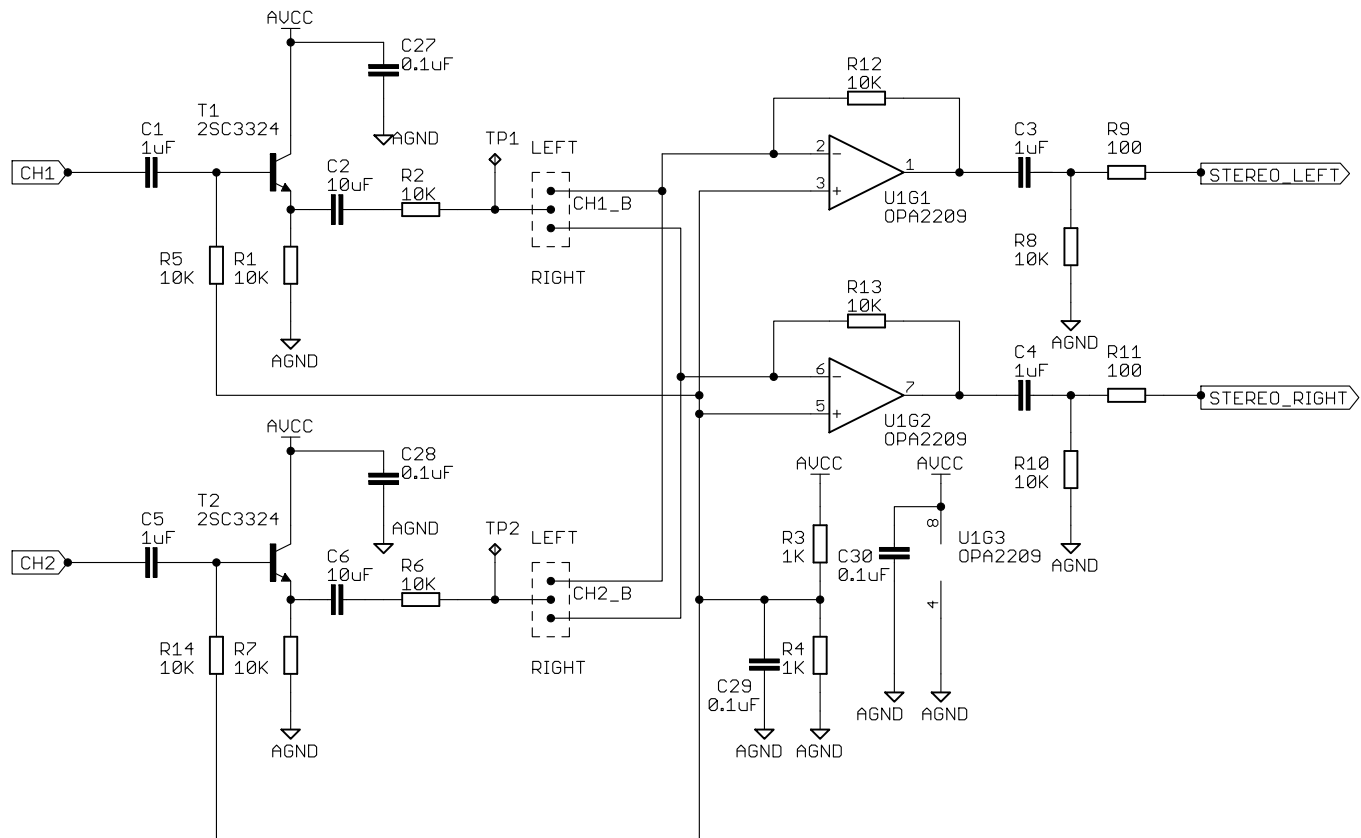 AVCC
C27
0.1uF
AGND
T1
2SC3324
C1
1uF
CH1
C2
10uF
R2
10K
TP1
LEFT
CH1_B
RIGHT
R5
10K
R1
10K
AGND
R12
10K
2
-
3
+
1
U1G1
OPA2209
C3
1uF
R9
100
STEREO_LEFT
R8
10K
AGND
R13
10K
6
-
5
+
7
U1G2
OPA2209
C4
1uF
R11
100
STEREO_RIGHT
R10
10K
AGND
AVCC
C28
0.1uF
AGND
T2
2SC3324
C5
1uF
CH2
C6
10uF
R6
10K
TP2
LEFT
CH2_B
RIGHT
R14
10K
R7
10K
AGND
AVCC
R3
1K
R4
1K
C29
0.1uF
AGND
AGND
AVCC
C30
0.1uF
8
U1G3
OPA2209
4
AGND
AGND